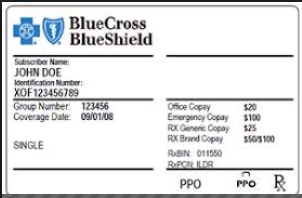 BlueCross
BlueShield
Subscriber Name:
JOHN DOE
Identification Number:
XOF123456789
Group Number: 123456
Coverage Date: 09/01/08
SINGLE
Office Copay $20
Emergency Copay $100
RX Generic Copay $25
RX Brand Copay $50/$100
RxBIN: 011550
RxPCN: ILDR
PPO
PPO
Rx